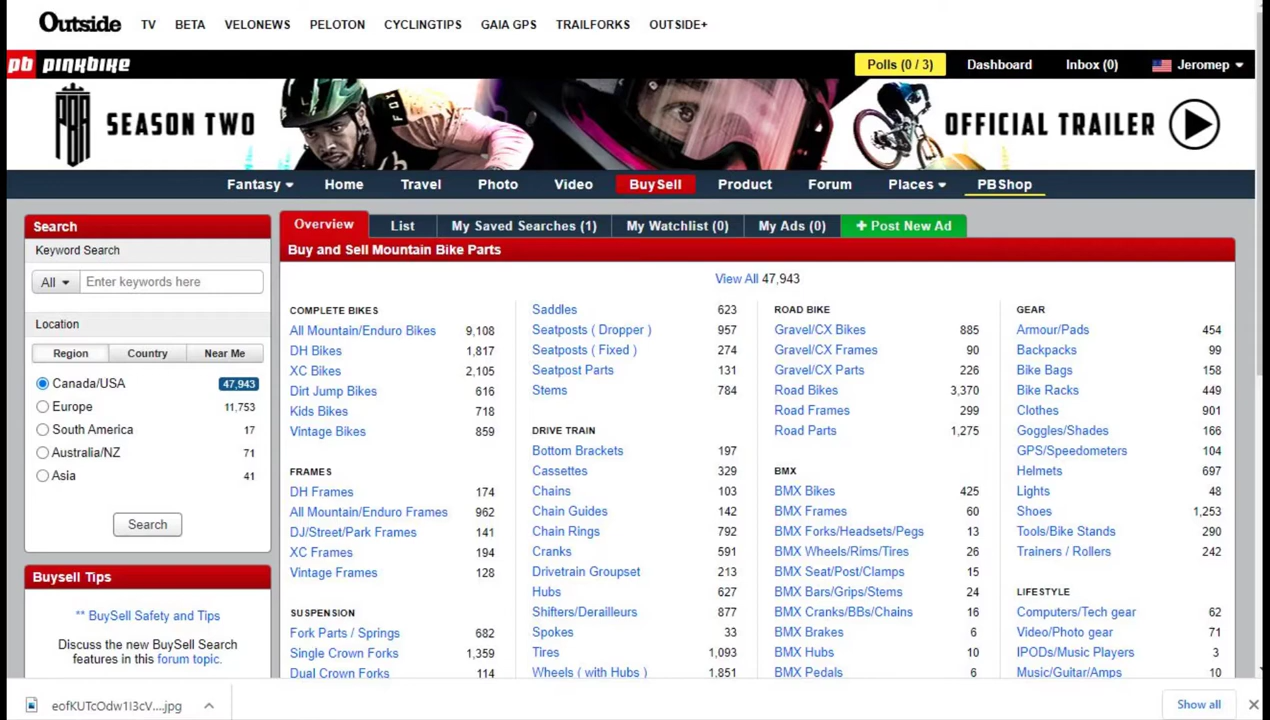 Outside TV BETA VELONEWS PELOTON CYCLINGTIPS GAIA GPS TRAILFORKS OUTSIDE+
pb pinkbike Polls (0 / 3) Dashboard Inbox (0) Jeromep
PBA SEASON TWO FOX OFFICIAL TRAILER
Fantasy Home Travel Photo Video BuySell Product Forum Places PBShop
Search
Keyword Search
All Enter keywords here
Location
Region Country Near Me
Canada/USA 47,943
Europe 11,753
South America 17
Australia/NZ 71
Asia 41
Search
Buysell Tips
** BuySell Safety and Tips
Discuss the new BuySell Search
features in this forum topic.
Overview List My Saved Searches (1) My Watchlist (0) My Ads (0) + Post New Ad
Buy and Sell Mountain Bike Parts
View All 47,943
COMPLETE BIKES
All Mountain/Enduro Bikes 9,108
DH Bikes 1,817
XC Bikes 2,105
Dirt Jump Bikes 616
Kids Bikes 718
Vintage Bikes 859
FRAMES
DH Frames 174
All Mountain/Enduro Frames 962
DJ/Street/Park Frames 141
XC Frames 194
Vintage Frames 128
SUSPENSION
Fork Parts / Springs 682
Single Crown Forks 1,359
Dual Crown Forks 114
Saddles 623
Seatposts ( Dropper ) 957
Seatposts ( Fixed ) 274
Seatpost Parts 131
Stems 784
DRIVE TRAIN
Bottom Brackets 197
Cassettes 329
Chains 103
Chain Guides 142
Chain Rings 792
Cranks 591
Drivetrain Groupset 213
Hubs 627
Shifters/Derailleurs 877
Spokes 33
Tires 1,093
Wheels ( with Hubs ) 1,851
ROAD BIKE
Gravel/CX Bikes 885
Gravel/CX Frames 90
Gravel/CX Parts 226
Road Bikes 3,370
Road Frames 299
Road Parts 1,275
BMX
BMX Bikes 425
BMX Frames 60
BMX Forks/Headsets/Pegs 13
BMX Wheels/Rims/Tires 26
BMX Seat/Post/Clamps 15
BMX Bars/Grips/Stems 24
BMX Cranks/BBs/Chains 16
BMX Brakes 6
BMX Hubs 10
BMX Pedals 6
GEAR
Armour/Pads 454
Backpacks 99
Bike Bags 158
Bike Racks 449
Clothes 901
Goggles/Shades 166
GPS/Speedometers 104
Helmets 697
Lights 48
Shoes 1,253
Tools/Bike Stands 290
Trainers / Rollers 242
LIFESTYLE
Computers/Tech gear 62
Video/Photo gear 71
IPODs/Music Players 3
Music/Guitar/Amps 10
eofKUTcOdw1I3cV....jpg Show all